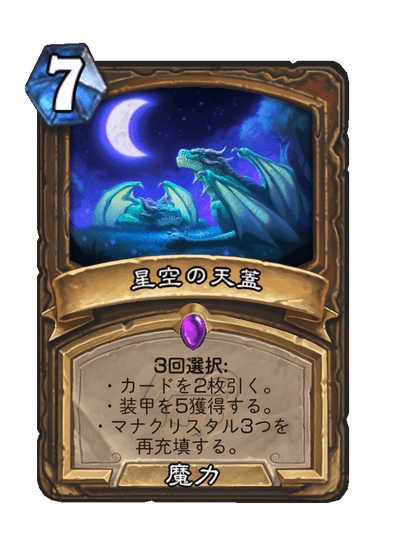 7
星空の天蓋
3回選択:
・カードを2枚引く。
・装甲を5獲得する。
・マナクリスタル3つを
再充填する。
魔力